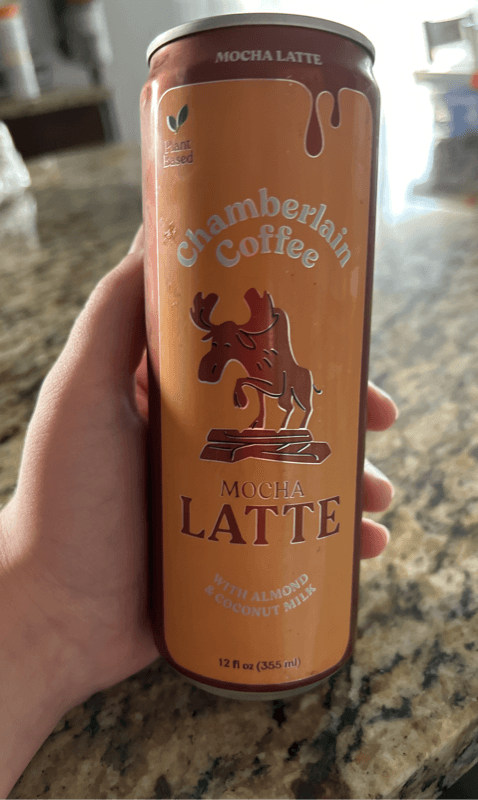 MOCHA LATTE
Plant
Based
Chamberlain
Coffee
MOCHA
LATTE
WITH ALMOND
& COCONUT MILK
12 fl oz (355 ml)